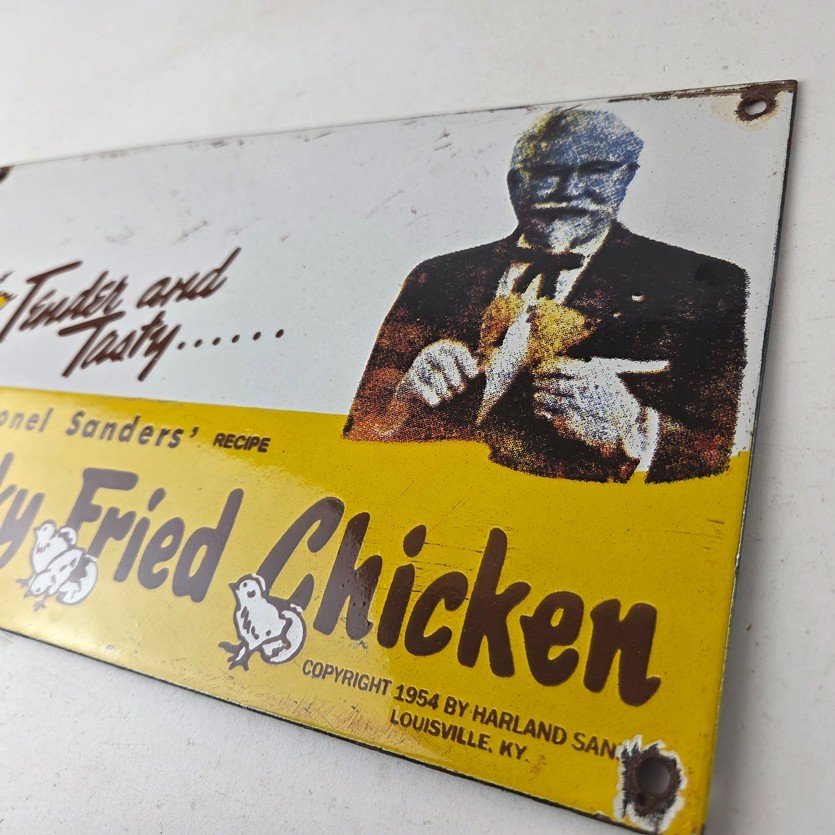 Tender and
Tasty......
onel Sanders' RECIPE
ky Fried Chicken
COPYRIGHT 1954 BY HARLAND SAN
LOUISVILLE, KY.